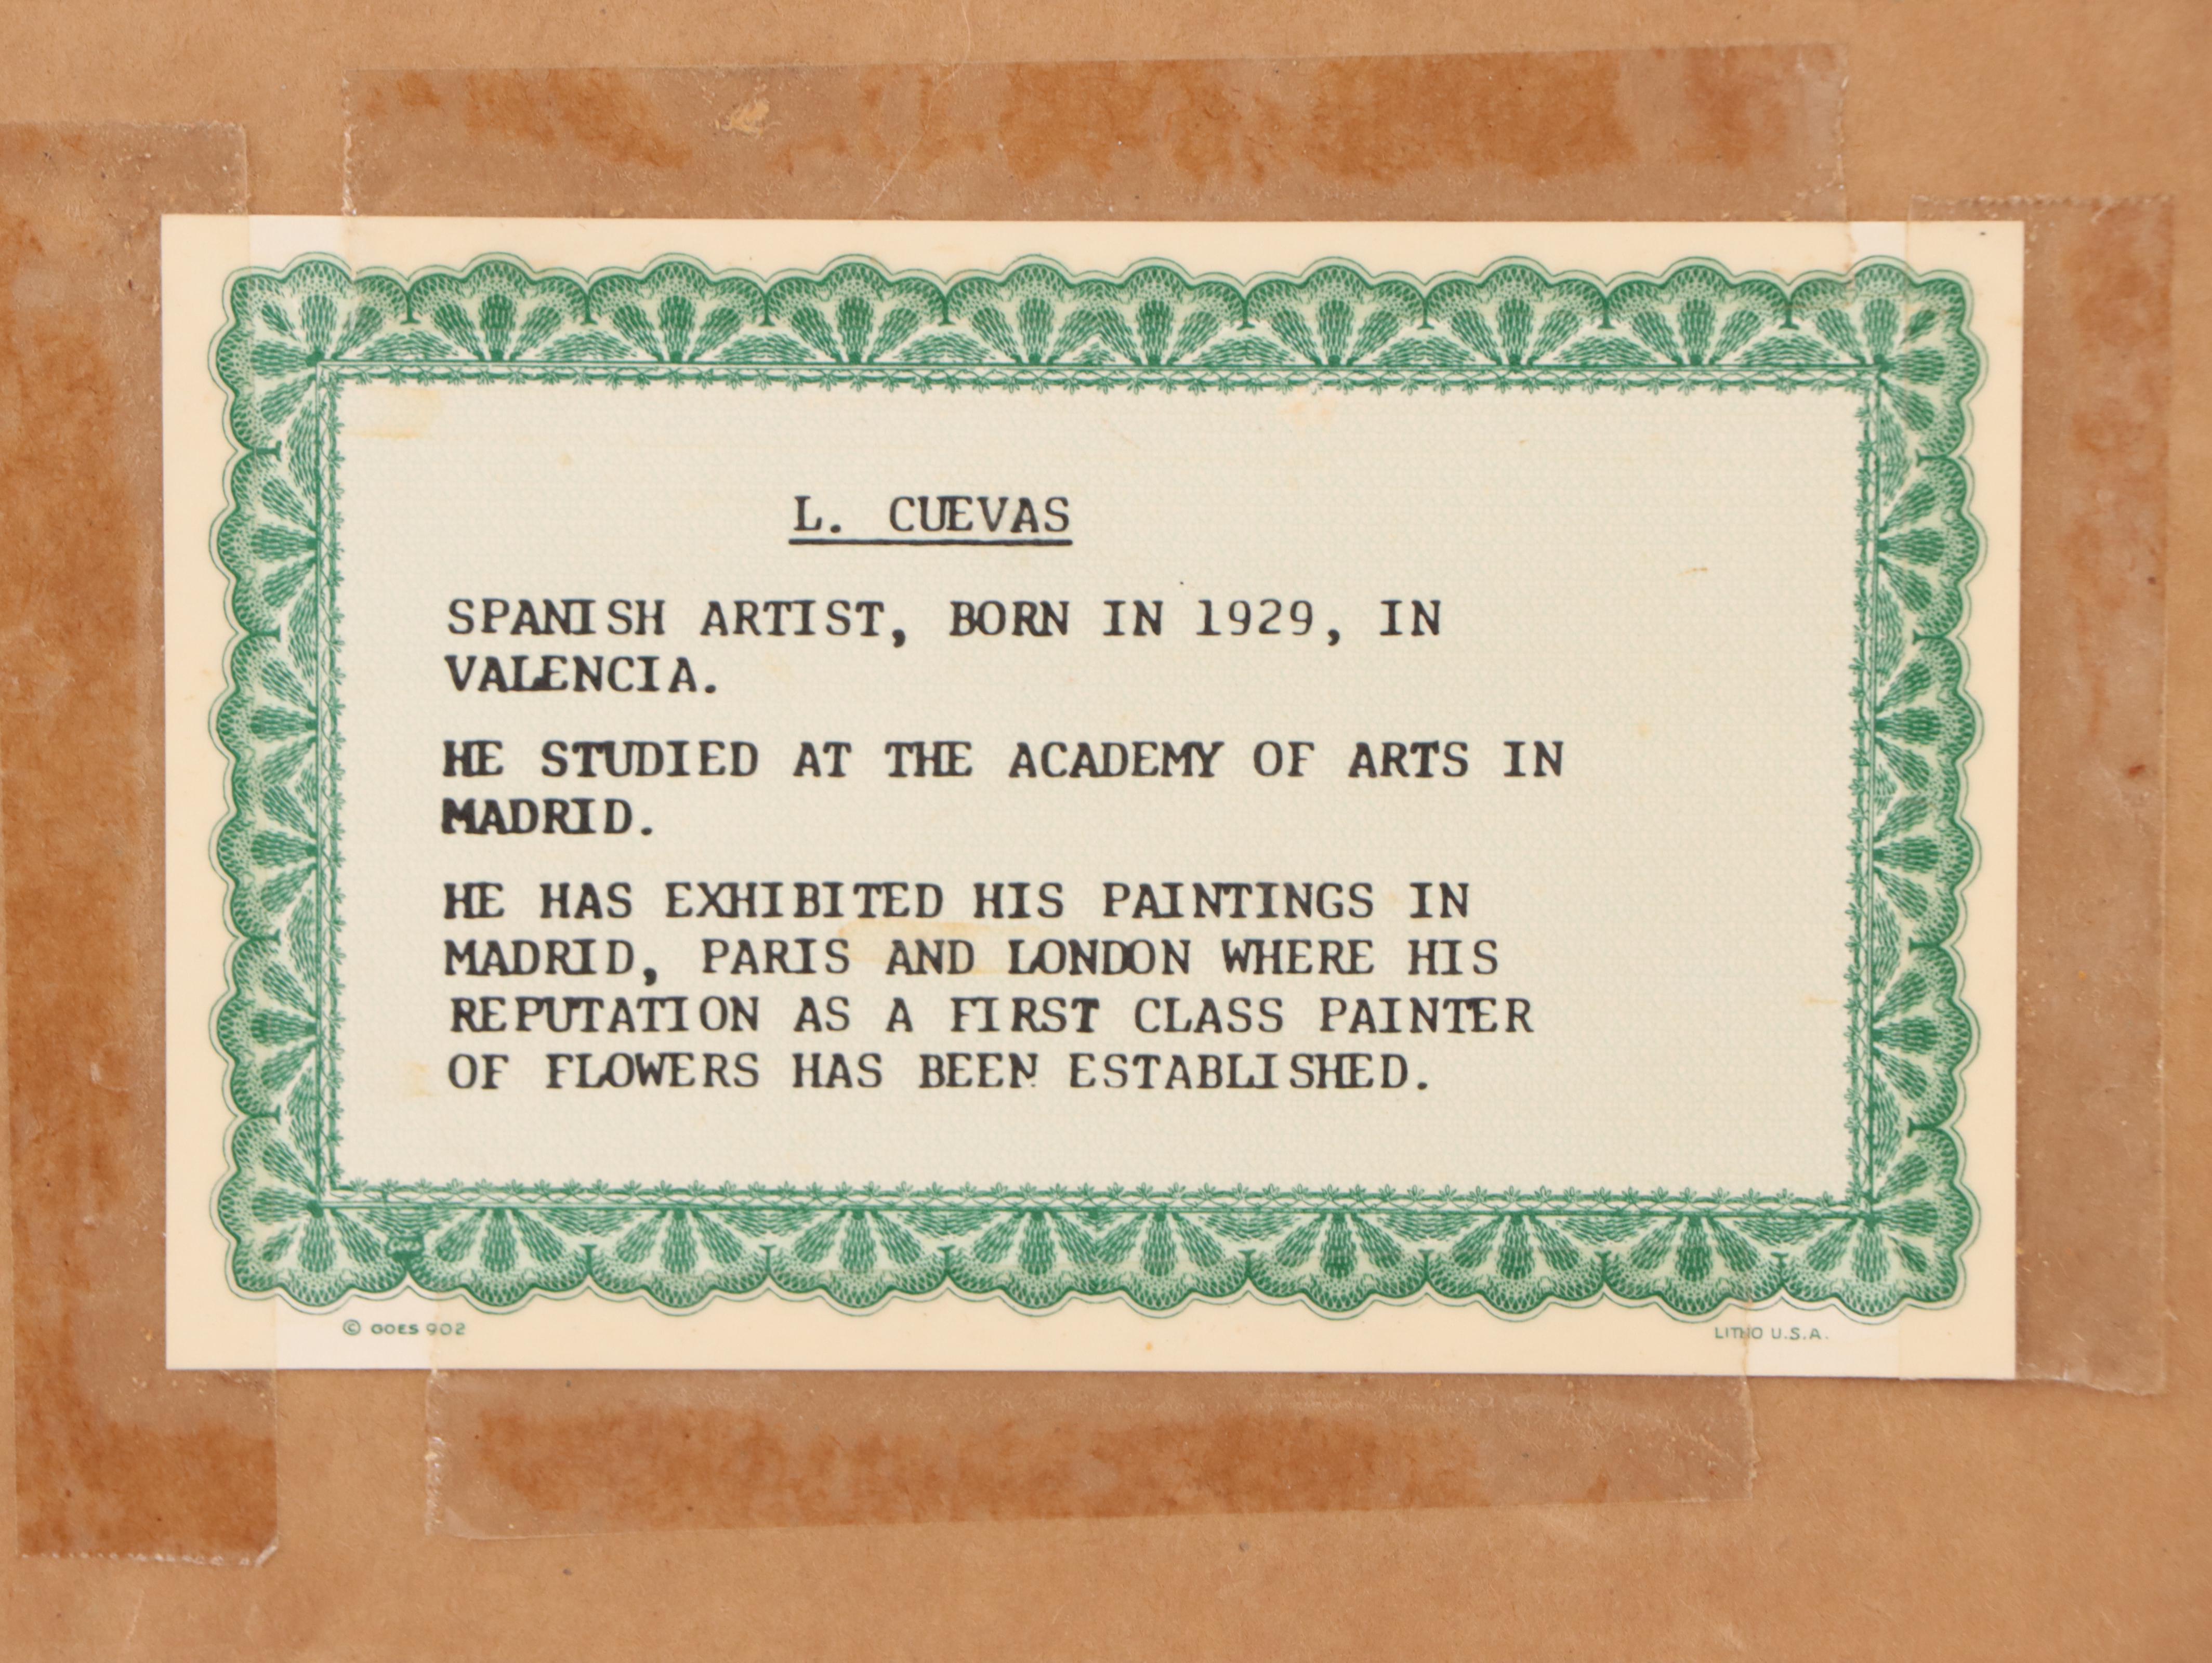 L. CUEVAS
SPANISH ARTIST, BORN IN 1929, IN
VALENCIA.
HE STUDIED AT THE ACADEMY OF ARTS IN
MADRID.
HE HAS EXHIBITED HIS PAINTINGS IN
MADRID, PARIS AND LONDON WHERE HIS
REPUTATION AS A FIRST CLASS PAINTER
OF FLOWERS HAS BEEN ESTABLISHED.
© GOES 902
LITHO U.S.A.